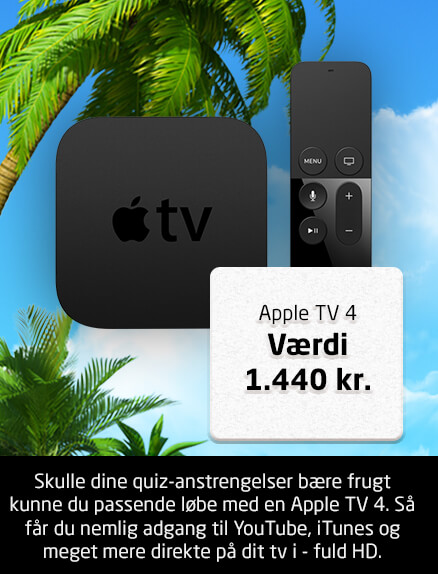 MENU
tv
Apple TV 4
Værdi
1.440 kr.
Skulle dine quiz-anstrengelser bære frugt
kunne du passende løbe med en Apple TV 4. Så
får du nemlig adgang til YouTube, iTunes og
meget mere direkte på dit tv i - fuld HD.